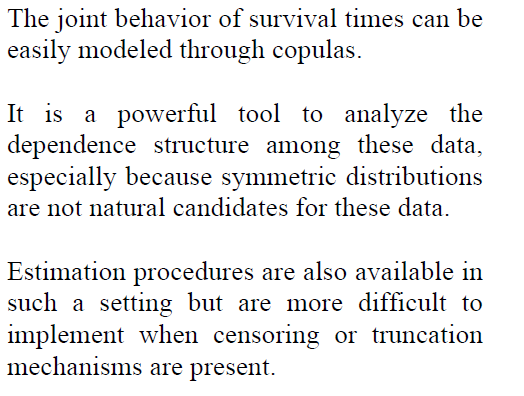 The joint behavior of survival times can be
easily modeled through copulas.
It is a powerful tool to analyze the
dependence structure among these data,
especially because symmetric distributions
are not natural candidates for these data.
Estimation procedures are also available in
such a setting but are more difficult to
implement when censoring or truncation
mechanisms are present.